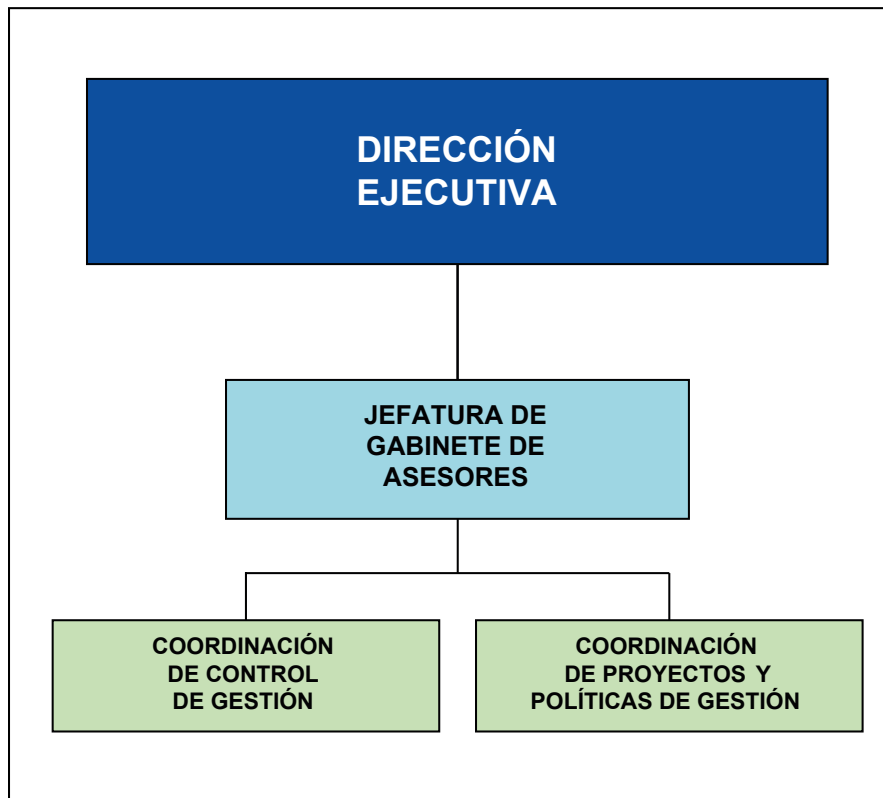 DIRECCIÓN
EJECUTIVA
JEFATURA DE
GABINETE DE
ASESORES
COORDINACIÓN
DE CONTROL
DE GESTIÓN
COORDINACIÓN
DE PROYECTOS Y
POLÍTICAS DE GESTIÓN